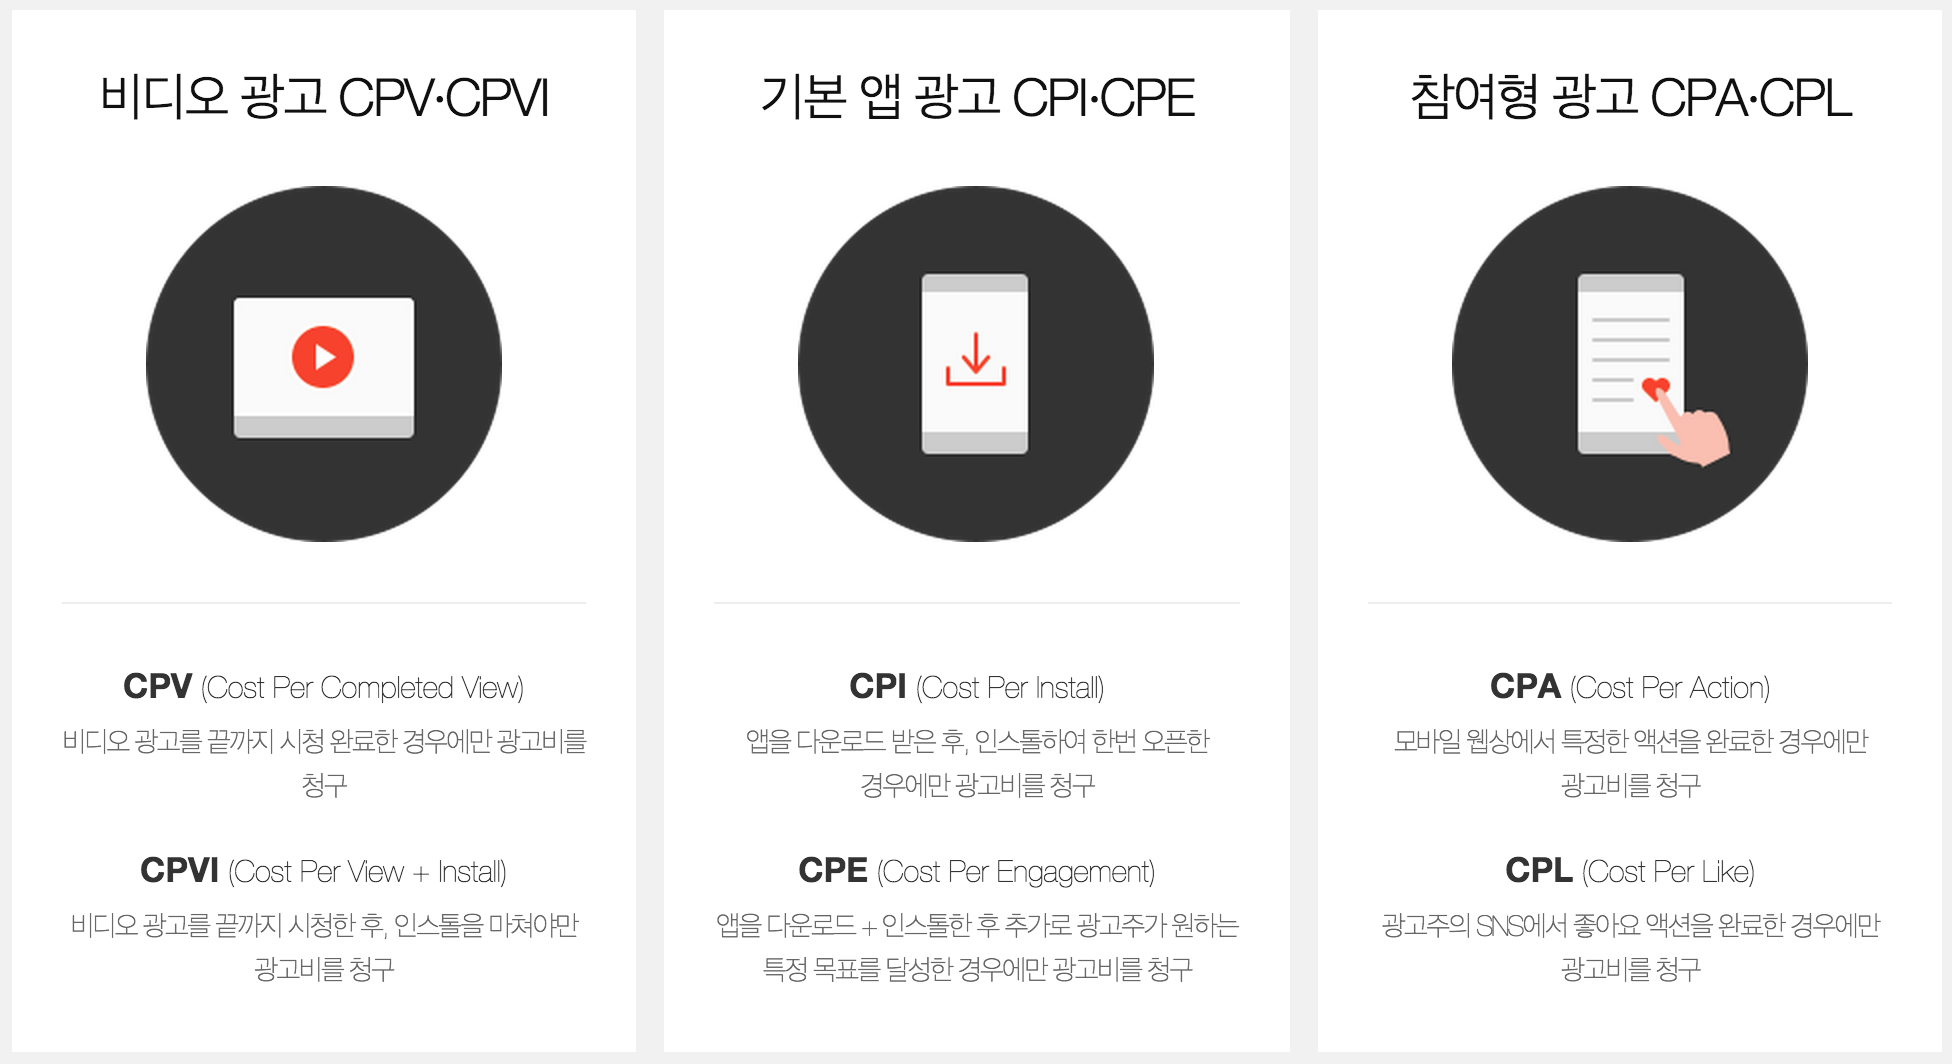 비디오 광고 CPV·CPVI
CPV (Cost Per Completed View)
비디오 광고를 끝까지 시청 완료한 경우에만 광고비를
청구
CPVI (Cost Per View + Install)
비디오 광고를 끝까지 시청한 후, 인스톨을 마쳐야만
광고비를 청구
기본 앱 광고 CPI·CPE
CPI (Cost Per Install)
앱을 다운로드 받은 후, 인스톨하여 한번 오픈한
경우에만 광고비를 청구
CPE (Cost Per Engagement)
앱을 다운로드 + 인스톨한 후 추가로 광고주가 원하는
특정 목표를 달성한 경우에만 광고비를 청구
참여형 광고 CPA·CPL
CPA (Cost Per Action)
모바일 웹상에서 특정한 액션을 완료한 경우에만
광고비를 청구
CPL (Cost Per Like)
광고주의 SNS에서 좋아요 액션을 완료한 경우에만
광고비를 청구